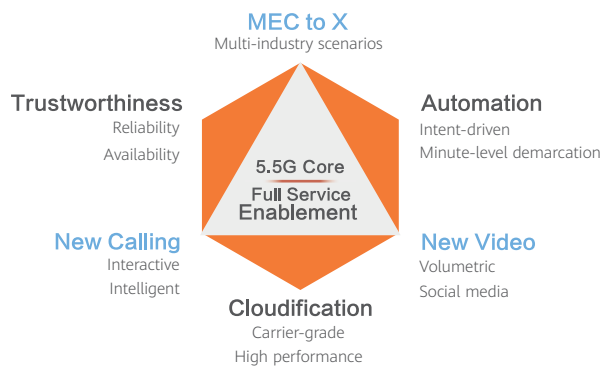 MEC to X
Multi-industry scenarios
Trustworthiness
Reliability
Availability
Automation
Intent-driven
Minute-level demarcation
5.5G Core
Full Service
Enablement
New Calling
Interactive
Intelligent
New Video
Volumetric
Social media
Cloudification
Carrier-grade
High performance